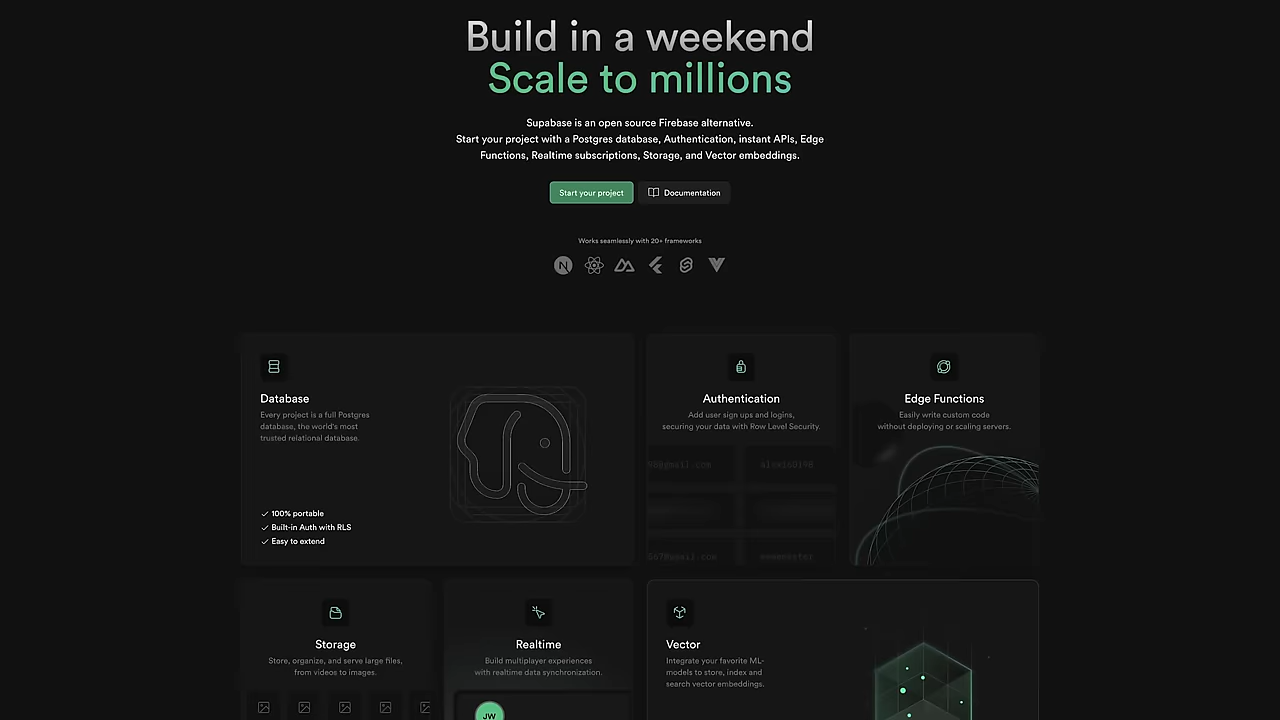 Build in a weekend
Scale to millions
Supabase is an open source Firebase alternative.
Start your project with a Postgres database, Authentication, instant APIs, Edge
Functions, Realtime subscriptions, Storage, and Vector embeddings.
Start your project
Documentation
Works seamlessly with 20+ frameworks
N
Database
Every project is a full Postgres
database, the world's most
trusted relational database.
100% portable
Built-in Auth with RLS
Easy to extend
Authentication
Add user sign ups and logins,
securing your data with Row Level Security.
Edge Functions
Easily write custom code
without deploying or scaling servers.
Storage
Store, organize, and serve large files,
from videos to images.
Realtime
Build multiplayer experiences
with realtime data synchronization.
JW
Vector
Integrate your favorite ML-
models to store, index and
search vector embeddings.